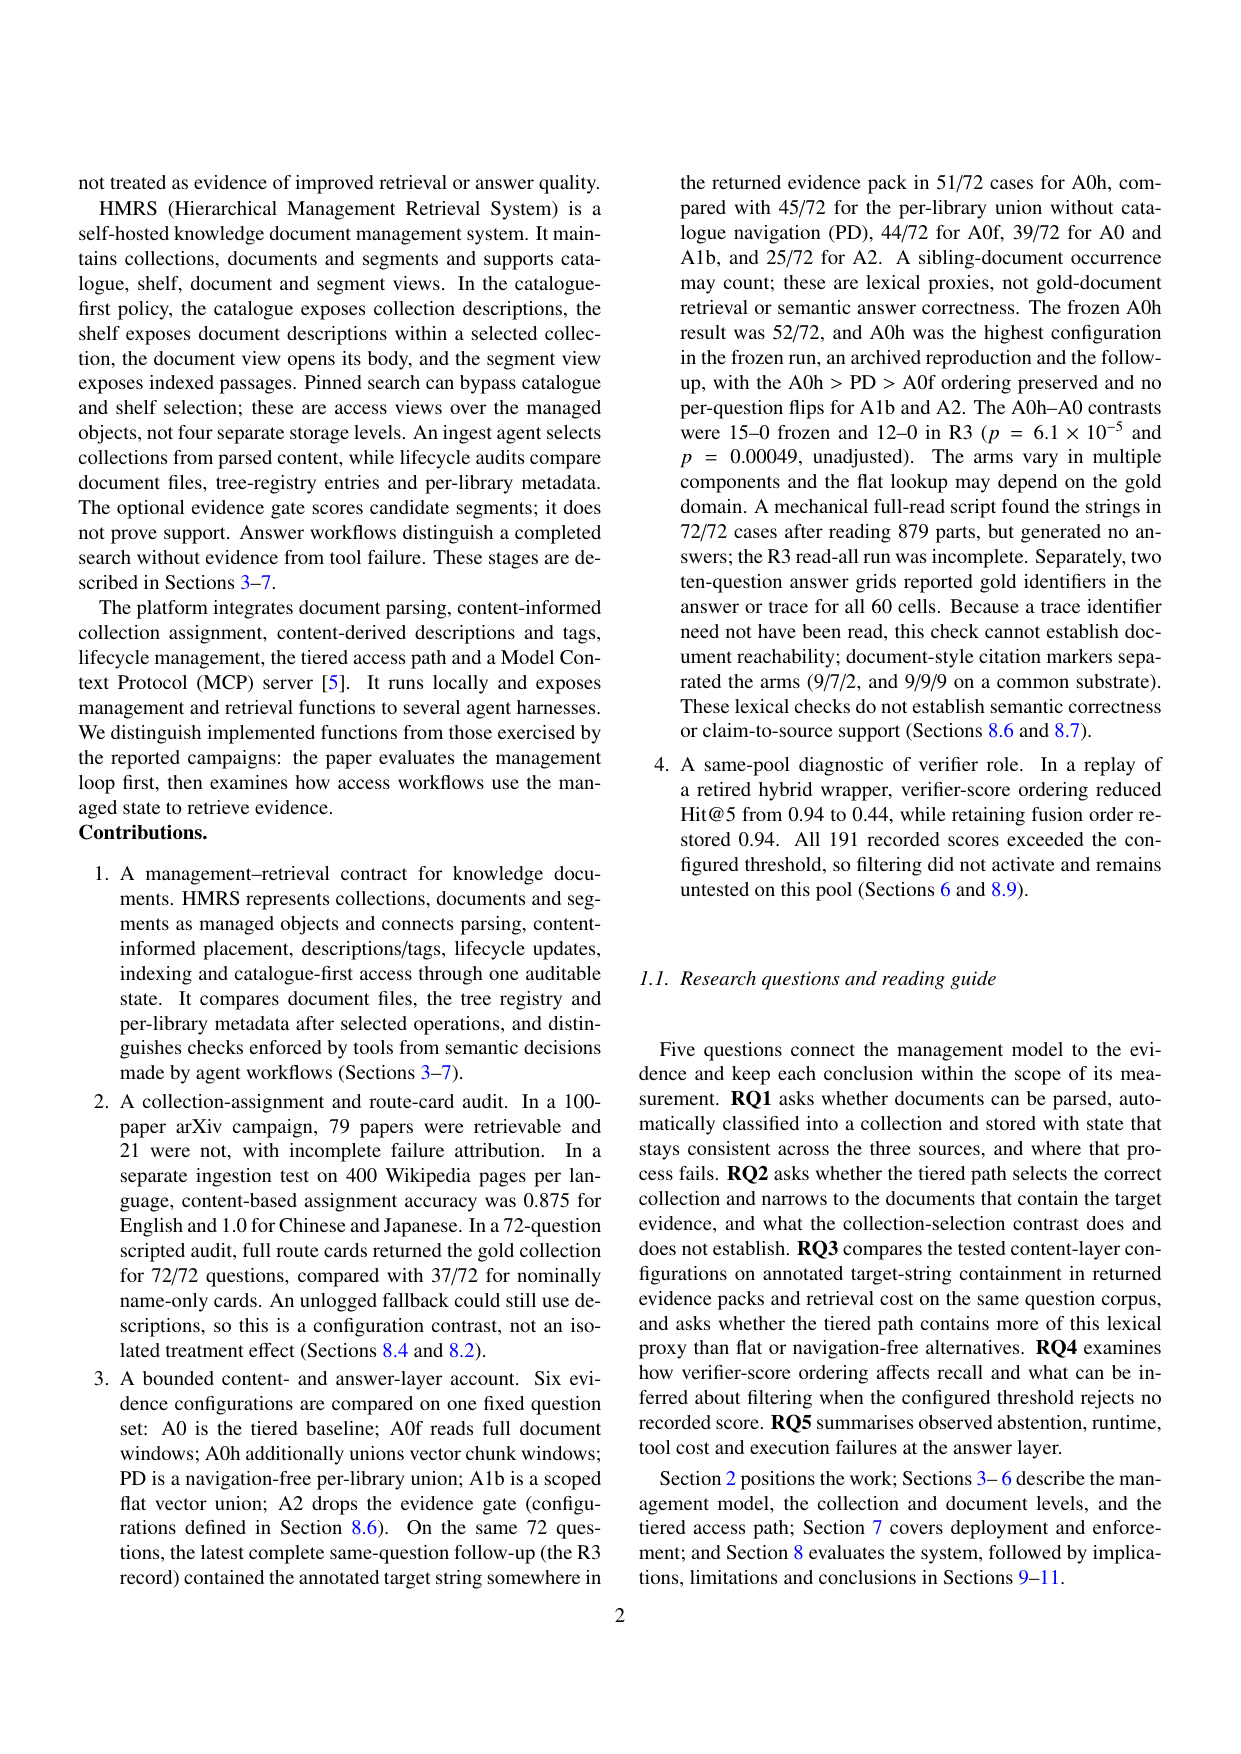 not treated as evidence of improved retrieval or answer quality.
HMRS (Hierarchical Management Retrieval System) is a
self-hosted knowledge document management system. It main-
tains collections, documents and segments and supports cata-
logue, shelf, document and segment views. In the catalogue-
first policy, the catalogue exposes collection descriptions, the
shelf exposes document descriptions within a selected collec-
tion, the document view opens its body, and the segment view
exposes indexed passages. Pinned search can bypass catalogue
and shelf selection; these are access views over the managed
objects, not four separate storage levels. An ingest agent selects
collections from parsed content, while lifecycle audits compare
document files, tree-registry entries and per-library metadata.
The optional evidence gate scores candidate segments; it does
not prove support. Answer workflows distinguish a completed
search without evidence from tool failure. These stages are de-
scribed in Sections 3–7.
The platform integrates document parsing, content-informed
collection assignment, content-derived descriptions and tags,
lifecycle management, the tiered access path and a Model Con-
text Protocol (MCP) server [5]. It runs locally and exposes
management and retrieval functions to several agent harnesses.
We distinguish implemented functions from those exercised by
the reported campaigns: the paper evaluates the management
loop first, then examines how access workflows use the man-
aged state to retrieve evidence.
Contributions.
1. A management–retrieval contract for knowledge docu-
ments. HMRS represents collections, documents and seg-
ments as managed objects and connects parsing, content-
informed placement, descriptions/tags, lifecycle updates,
indexing and catalogue-first access through one auditable
state. It compares document files, the tree registry and
per-library metadata after selected operations, and distin-
guishes checks enforced by tools from semantic decisions
made by agent workflows (Sections 3–7).
2. A collection-assignment and route-card audit. In a 100-
paper arXiv campaign, 79 papers were retrievable and
21 were not, with incomplete failure attribution. In a
separate ingestion test on 400 Wikipedia pages per lan-
guage, content-based assignment accuracy was 0.875 for
English and 1.0 for Chinese and Japanese. In a 72-question
scripted audit, full route cards returned the gold collection
for 72/72 questions, compared with 37/72 for nominally
name-only cards. An unlogged fallback could still use de-
scriptions, so this is a configuration contrast, not an iso-
lated treatment effect (Sections 8.4 and 8.2).
3. A bounded content- and answer-layer account. Six evi-
dence configurations are compared on one fixed question
set: A0 is the tiered baseline; A0f reads full document
windows; A0h additionally unions vector chunk windows;
PD is a navigation-free per-library union; A1b is a scoped
flat vector union; A2 drops the evidence gate (configu-
rations defined in Section 8.6). On the same 72 ques-
tions, the latest complete same-question follow-up (the R3
record) contained the annotated target string somewhere in
the returned evidence pack in 51/72 cases for A0h, com-
pared with 45/72 for the per-library union without cata-
logue navigation (PD), 44/72 for A0f, 39/72 for A0 and
A1b, and 25/72 for A2. A sibling-document occurrence
may count; these are lexical proxies, not gold-document
retrieval or semantic answer correctness. The frozen A0h
result was 52/72, and A0h was the highest configuration
in the frozen run, an archived reproduction and the follow-
up, with the A0h > PD > A0f ordering preserved and no
per-question flips for A1b and A2. The A0h–A0 contrasts
were 15–0 frozen and 12–0 in R3 (p = 6.1 × 10⁻⁵ and
p = 0.00049, unadjusted). The arms vary in multiple
components and the flat lookup may depend on the gold
domain. A mechanical full-read script found the strings in
72/72 cases after reading 879 parts, but generated no an-
swers; the R3 read-all run was incomplete. Separately, two
ten-question answer grids reported gold identifiers in the
answer or trace for all 60 cells. Because a trace identifier
need not have been read, this check cannot establish doc-
ument reachability; document-style citation markers sepa-
rated the arms (9/7/2, and 9/9/9 on a common substrate).
These lexical checks do not establish semantic correctness
or claim-to-source support (Sections 8.6 and 8.7).
4. A same-pool diagnostic of verifier role. In a replay of
a retired hybrid wrapper, verifier-score ordering reduced
Hit@5 from 0.94 to 0.44, while retaining fusion order re-
stored 0.94. All 191 recorded scores exceeded the con-
figured threshold, so filtering did not activate and remains
untested on this pool (Sections 6 and 8.9).
1.1. Research questions and reading guide
Five questions connect the management model to the evi-
dence and keep each conclusion within the scope of its mea-
surement. RQ1 asks whether documents can be parsed, auto-
matically classified into a collection and stored with state that
stays consistent across the three sources, and where that pro-
cess fails. RQ2 asks whether the tiered path selects the correct
collection and narrows to the documents that contain the target
evidence, and what the collection-selection contrast does and
does not establish. RQ3 compares the tested content-layer con-
figurations on annotated target-string containment in returned
evidence packs and retrieval cost on the same question corpus,
and asks whether the tiered path contains more of this lexical
proxy than flat or navigation-free alternatives. RQ4 examines
how verifier-score ordering affects recall and what can be in-
ferred about filtering when the configured threshold rejects no
recorded score. RQ5 summarises observed abstention, runtime,
tool cost and execution failures at the answer layer.
Section 2 positions the work; Sections 3– 6 describe the man-
agement model, the collection and document levels, and the
tiered access path; Section 7 covers deployment and enforce-
ment; and Section 8 evaluates the system, followed by implica-
tions, limitations and conclusions in Sections 9–11.
2